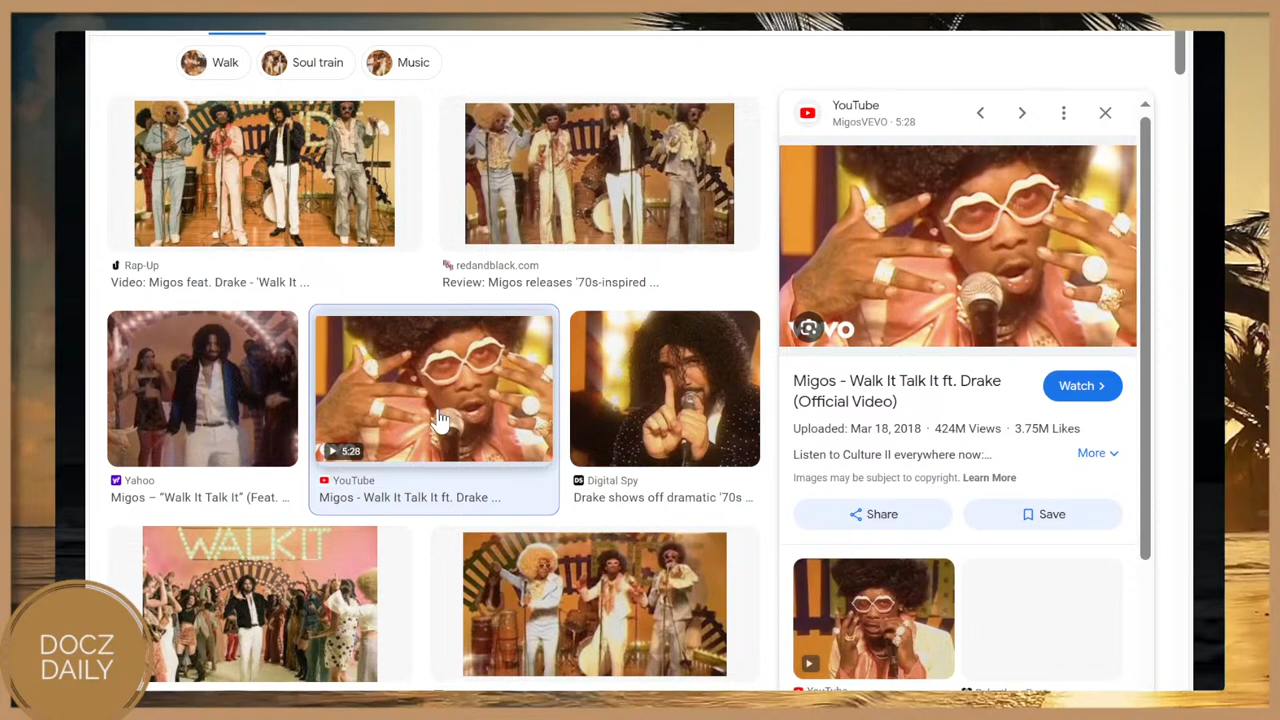 Walk
Soul train
Music
YouTube
MigosVEVO · 5:28
Rap-Up
Video: Migos feat. Drake - 'Walk It ...
redandblack.com
Review: Migos releases '70s-inspired ...
VO
Migos - Walk It Talk It ft. Drake
(Official Video)
Watch
Uploaded: Mar 18, 2018 · 424M Views · 3.75M Likes
Listen to Culture II everywhere now:...
More
Images may be subject to copyright. Learn More
Share
Save
5:28
Yahoo
Migos – “Walk It Talk It” (Feat. ...
YouTube
Migos - Walk It Talk It ft. Drake ...
DS
Digital Spy
Drake shows off dramatic '70s ...
WALK IT
YouTube
DOCZ
DAILY